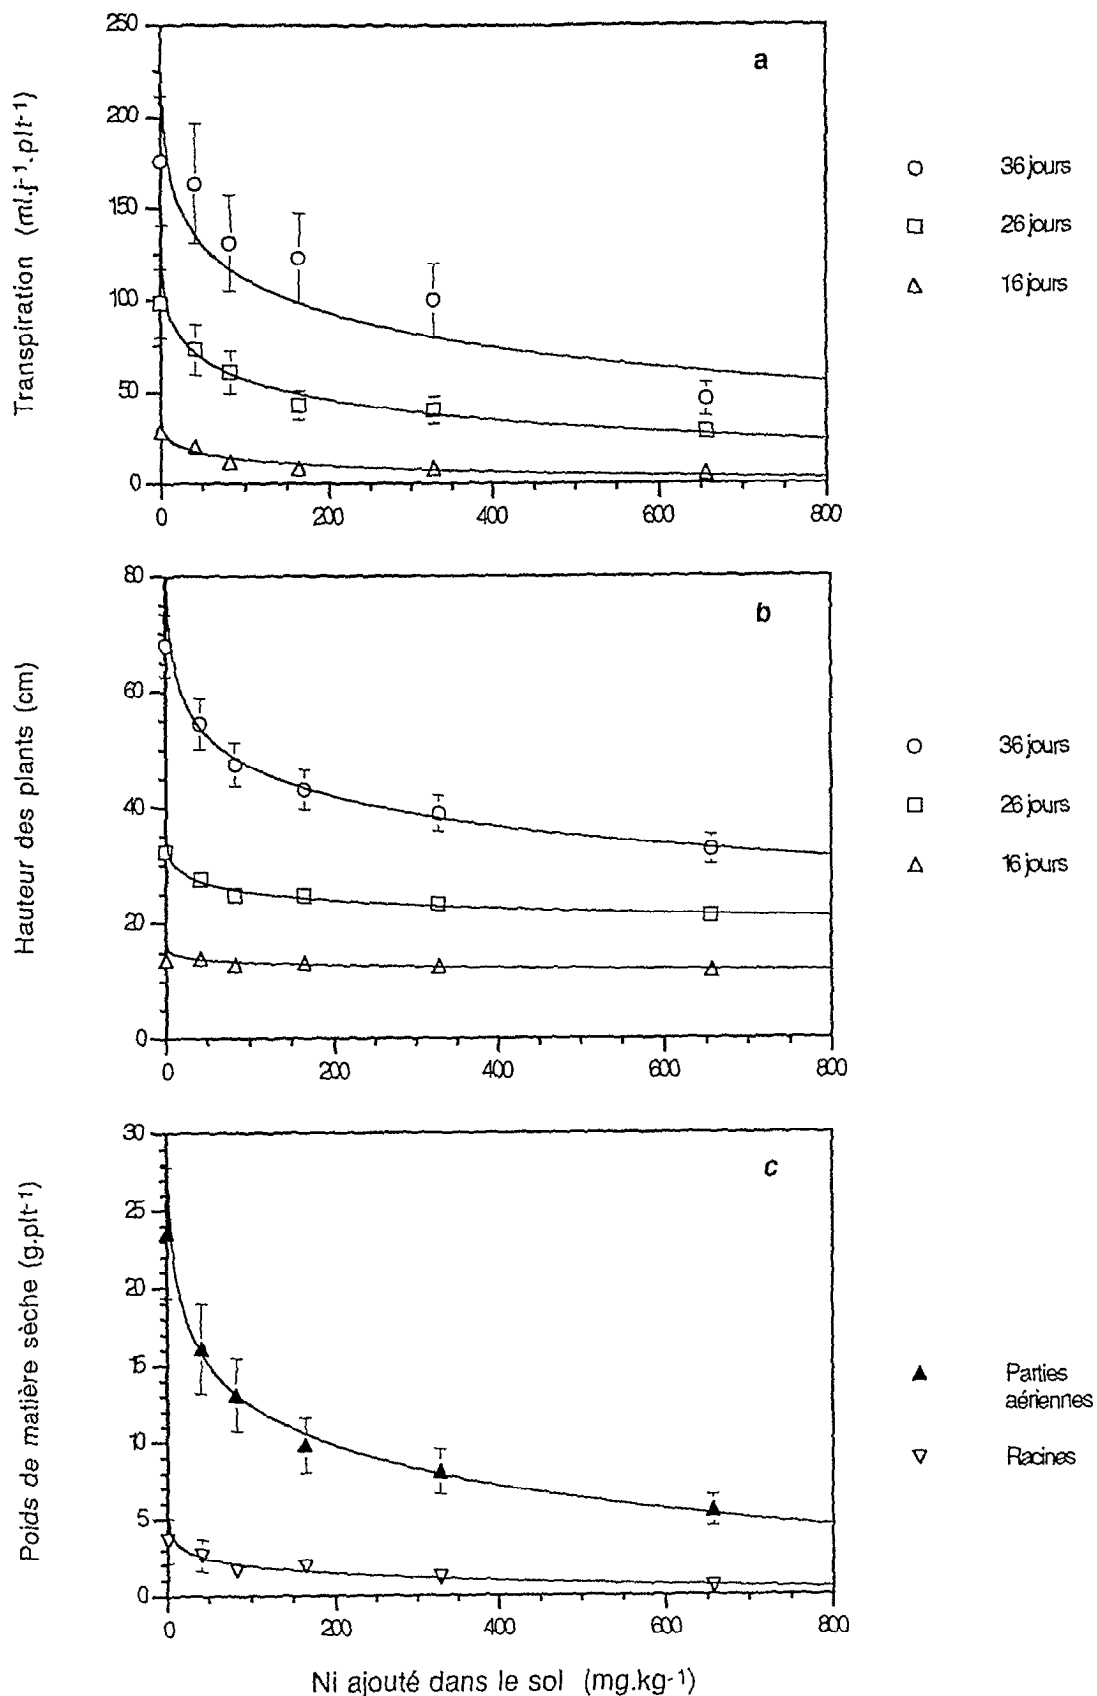 250
200
150
100
50
0
Transpiration (ml.j-1.plt-1)
a
0 200 400 600 800
36 jours
26 jours
16 jours
80
60
40
20
0
Hauteur des plants (cm)
b
0 200 400 600 800
36 jours
26 jours
16 jours
30
25
20
15
10
5
0
Poids de matière sèche (g.plt-1)
c
0 200 400 600 800
Parties
aériennes
Racines
Ni ajouté dans le sol (mg.kg-1)